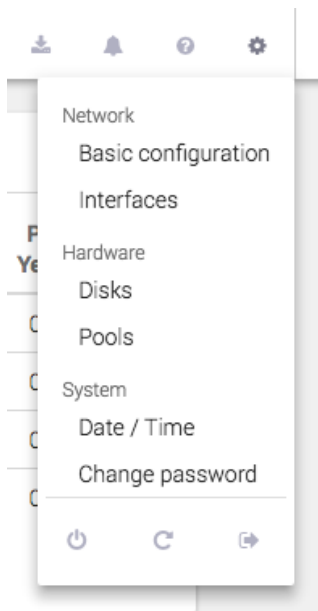 Network
Basic configuration
Interfaces
Hardware
Disks
Pools
System
Date / Time
Change password